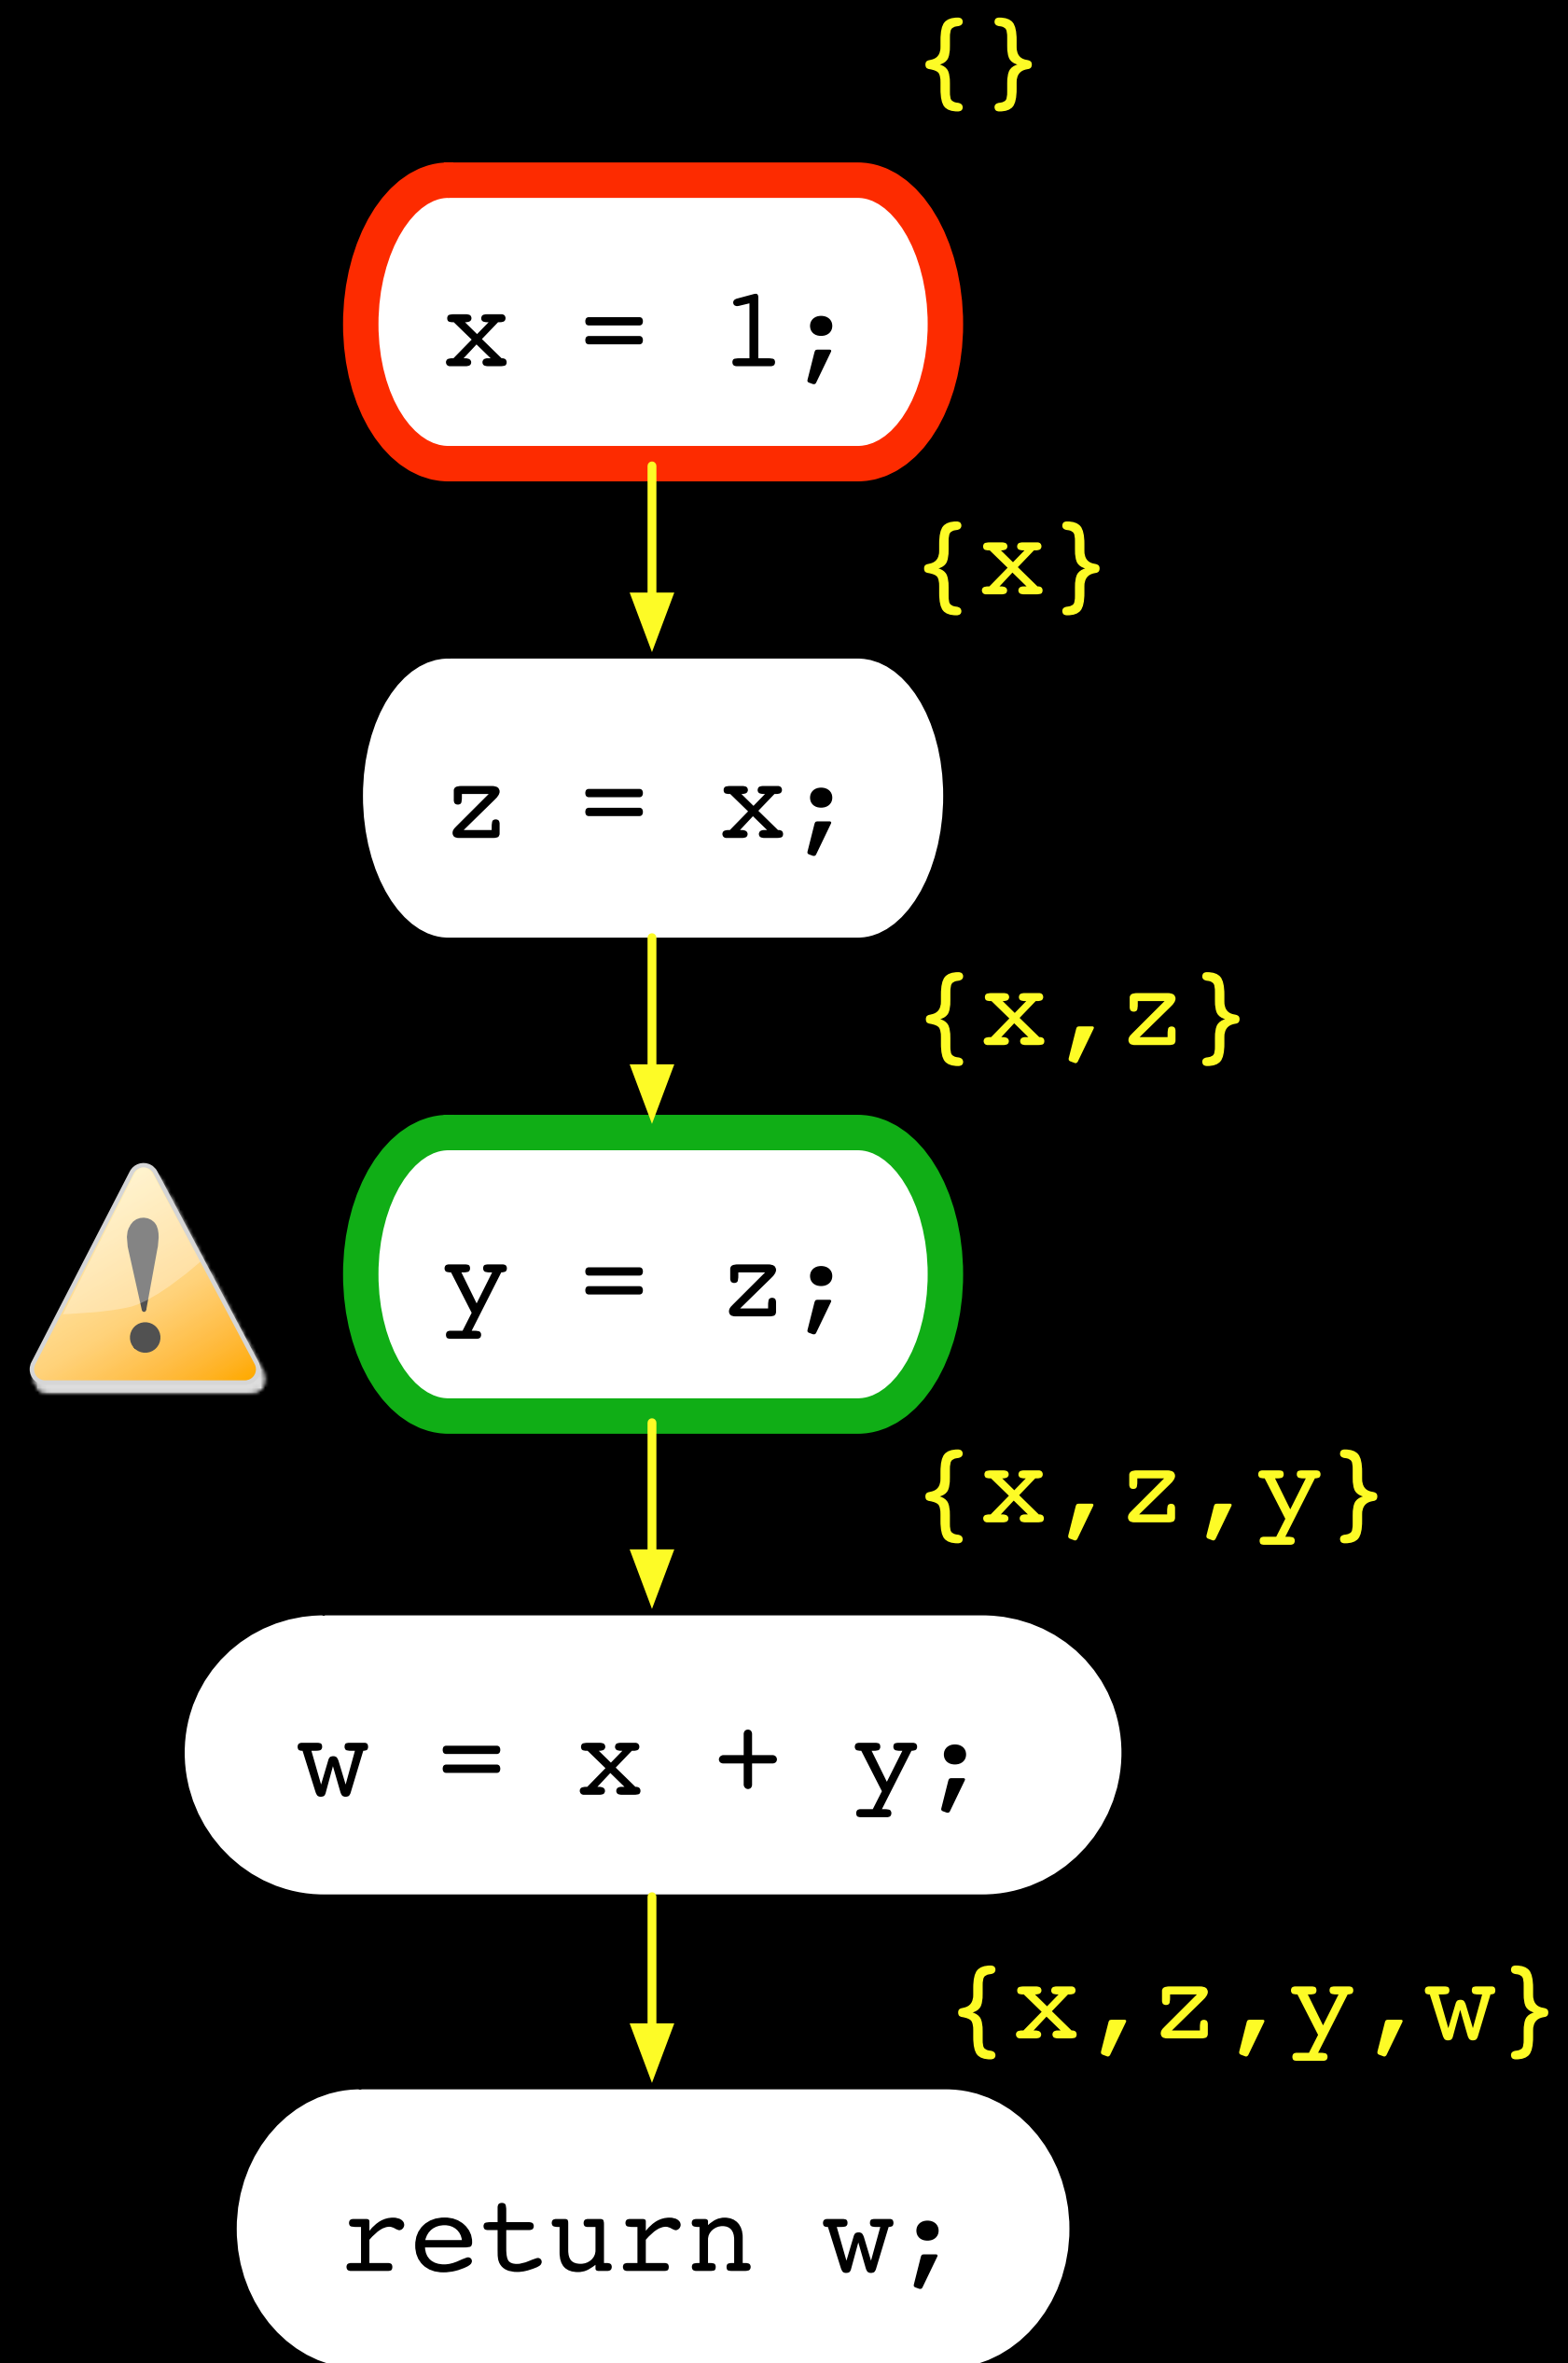 {}
x = 1;
{x}
z = x;
{x,z}
y = z;
{x,z,y}
w = x + y;
{x,z,y,w}
return w;